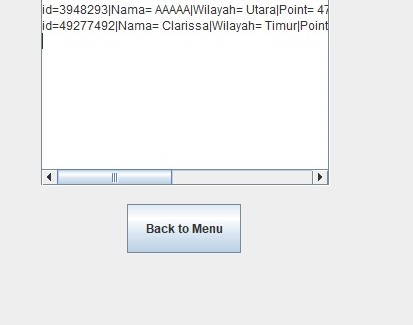 id=3948293|Nama= AAAAA|Wilayah= Utara|Point= 47
id=49277492|Nama= Clarissa|Wilayah= Timur|Point
Back to Menu